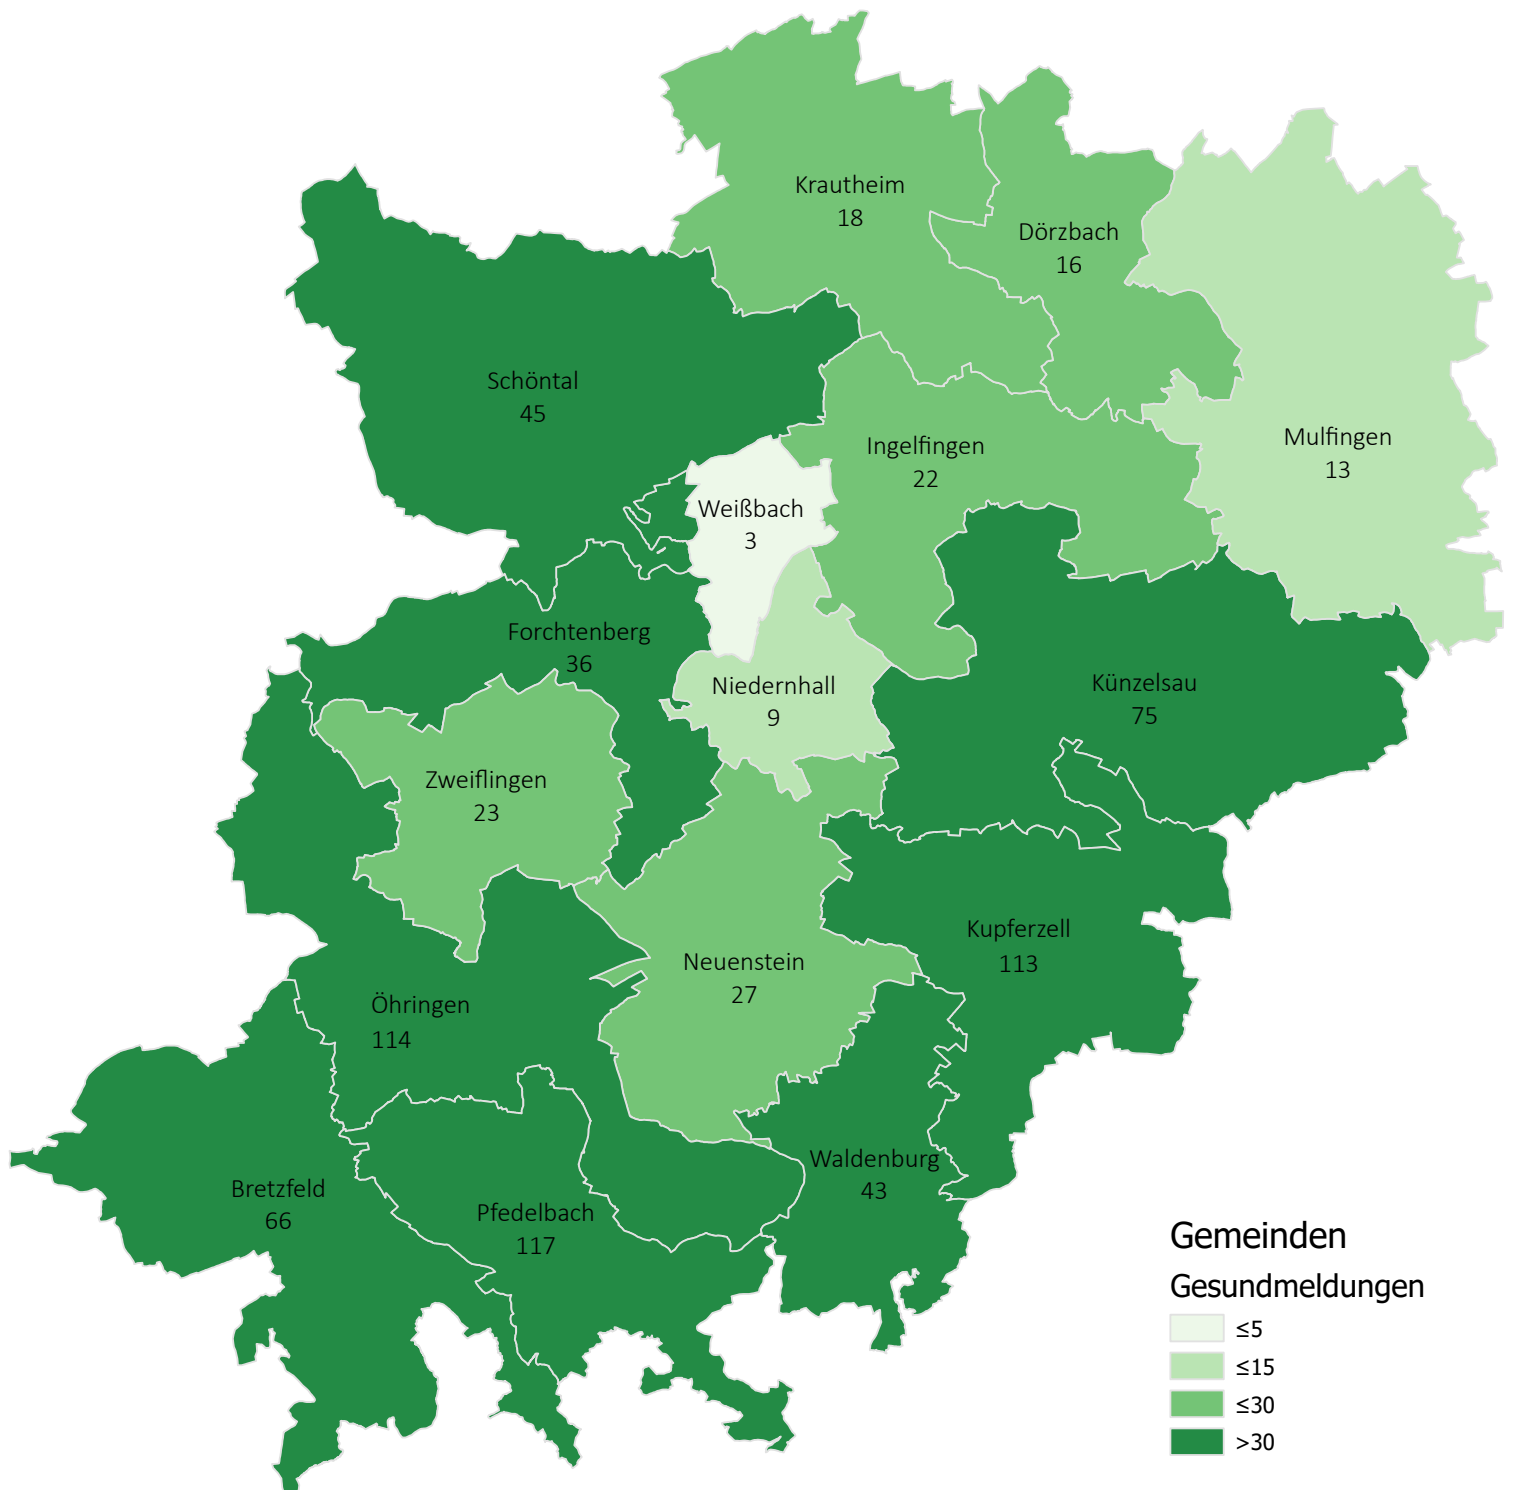 Krautheim
18
Dörzbach
16
Schöntal
45
Ingelfingen
22
Mulfingen
13
Weißbach
3
Forchtenberg
36
Niedernhall
9
Künzelsau
75
Zweiflingen
23
Kupferzell
113
Neuenstein
27
Öhringen
114
Waldenburg
43
Bretzfeld
66
Pfedelbach
117
Gemeinden
Gesundmeldungen
≤5
≤15
≤30
>30